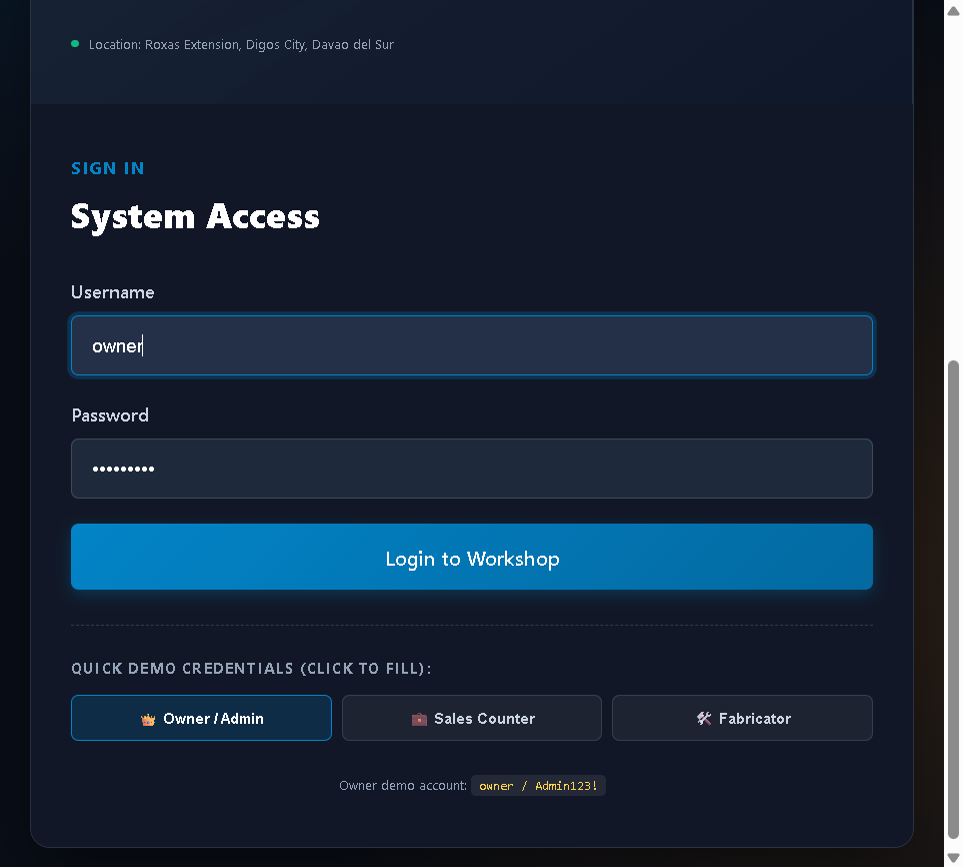 Location: Roxas Extension, Digos City, Davao del Sur
SIGN IN
System Access
Username
owner
Password
•••••••••
Login to Workshop
QUICK DEMO CREDENTIALS (CLICK TO FILL):
👑 Owner / Admin
💼 Sales Counter
🛠 Fabricator
Owner demo account: owner / Admin123!